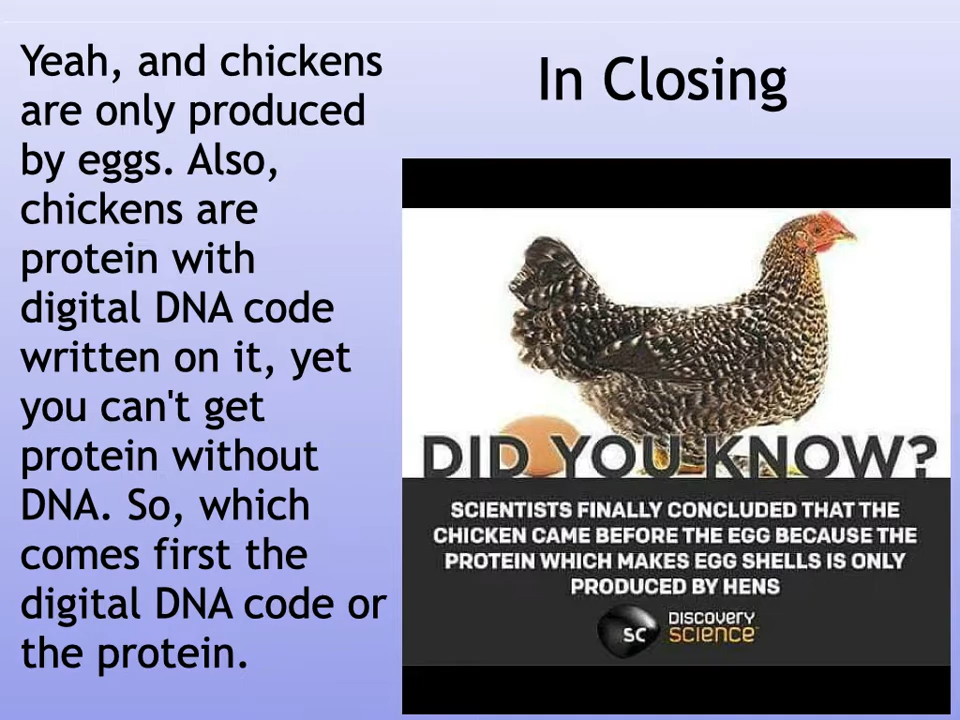 In Closing
Yeah, and chickens
are only produced
by eggs. Also,
chickens are
protein with
digital DNA code
written on it, yet
you can't get
protein without
DNA. So, which
comes first the
digital DNA code or
the protein.
DID YOU KNOW?
SCIENTISTS FINALLY CONCLUDED THAT THE
CHICKEN CAME BEFORE THE EGG BECAUSE THE
PROTEIN WHICH MAKES EGG SHELLS IS ONLY
PRODUCED BY HENS
SC DISCOVERY
SCIENCE™